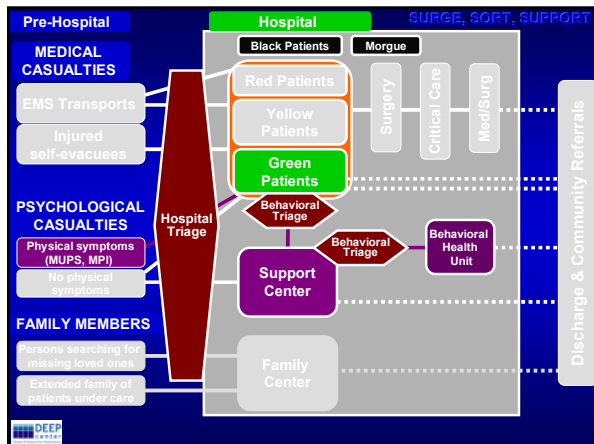 Pre-Hospital
Hospital
SURGE, SORT, SUPPORT
Black Patients
Morgue
MEDICAL
CASUALTIES
EMS Transports
Injured
self-evacuees
Red Patients
Yellow
Patients
Green
Patients
Surgery
Critical Care
Med/Surg
Discharge & Community Referrals
Hospital
Triage
Behavioral
Triage
PSYCHOLOGICAL
CASUALTIES
Physical symptoms
(MUPS, MPI)
No physical
symptoms
Support
Center
Behavioral
Triage
Behavioral
Health
Unit
FAMILY MEMBERS
Persons searching for
missing loved ones
Extended family of
patients under care
Family
Center
DEEP
center